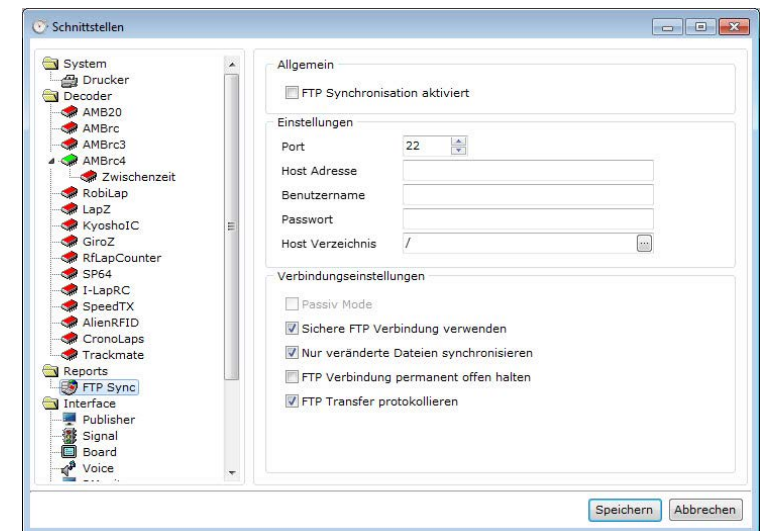 Schnittstellen
System
Drucker
Decoder
AMB20
AMBrc
AMBrc3
AMBrc4
Zwischenzeit
RobiLap
LapZ
KyoshoIC
GiroZ
RfLapCounter
SP64
I-LapRC
SpeedTX
AlienRFID
CronoLaps
Trackmate
Reports
FTP Sync
Interface
Publisher
Signal
Board
Voice
Allgemein
FTP Synchronisation aktiviert
Einstellungen
Port 22
Host Adresse
Benutzername
Passwort
Host Verzeichnis / ...
Verbindungseinstellungen
Passiv Mode
Sichere FTP Verbindung verwenden
Nur veränderte Dateien synchronisieren
FTP Verbindung permanent offen halten
FTP Transfer protokollieren
Speichern Abbrechen